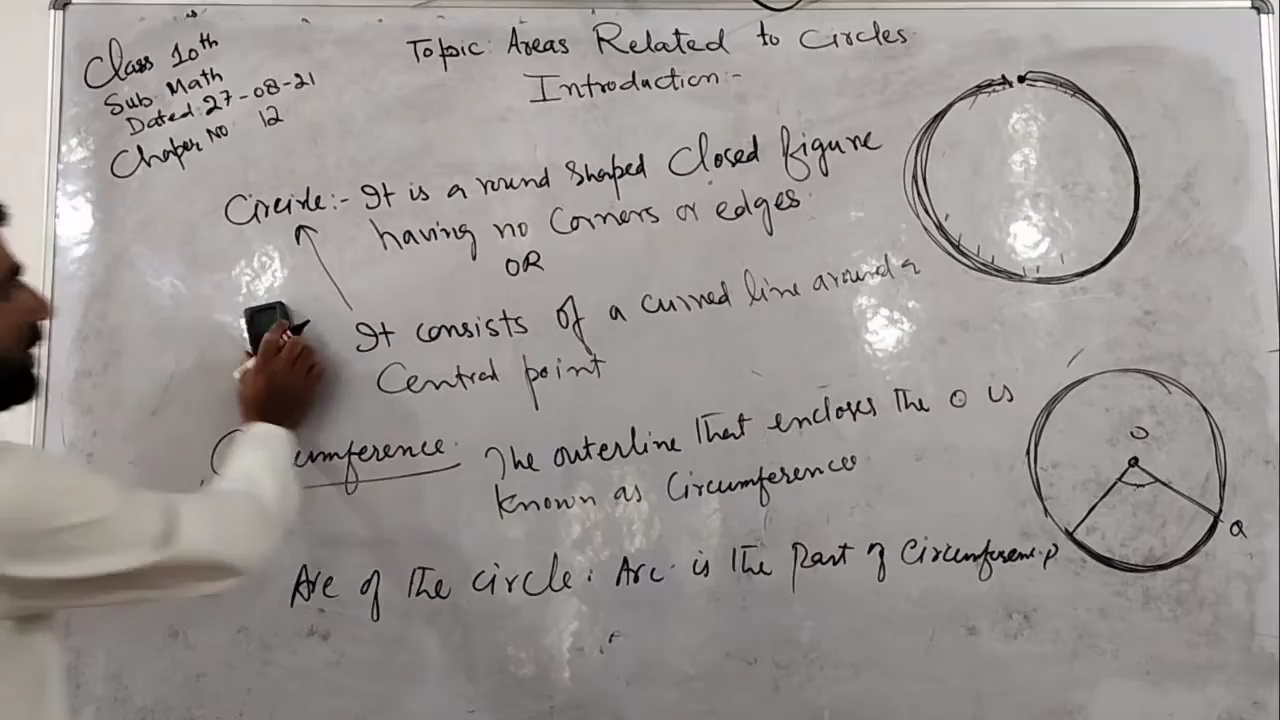 Class 10th
Sub Math
Dated 27-08-21
Chaper No 12
Topic: Areas Related to Circles
Introduction:-
Circirle:- It is a round shaped closed figure
having no corners or edges.
OR
It consists of a curved line around a
Central point
umference. The outerline that encloses the O is
known as Circumference
Arc of the circle: Arc is the part of Circumference
O
P
Q